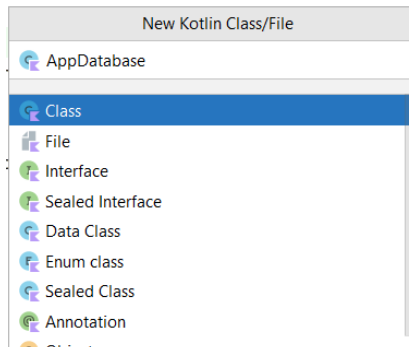 New Kotlin Class/File
AppDatabase
Class
File
Interface
Sealed Interface
Data Class
Enum class
Sealed Class
Annotation